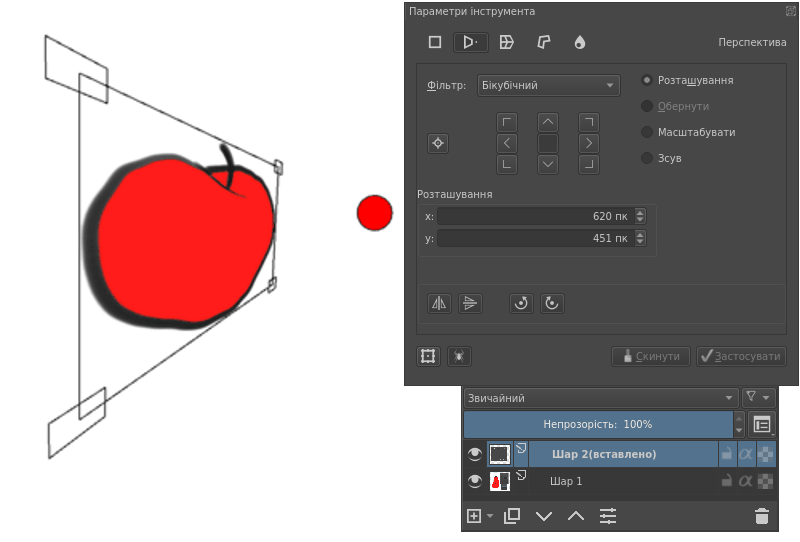 Параметри інструмента
Перспектива
Фільтр: Бікубічний
Розташування
Обернути
Масштабувати
Зсув
Розташування
x: 620 пк
y: 451 пк
Скинути
Застосувати
Звичайний
Непрозорість: 100%
Шар 2(вставлено)
Шар 1